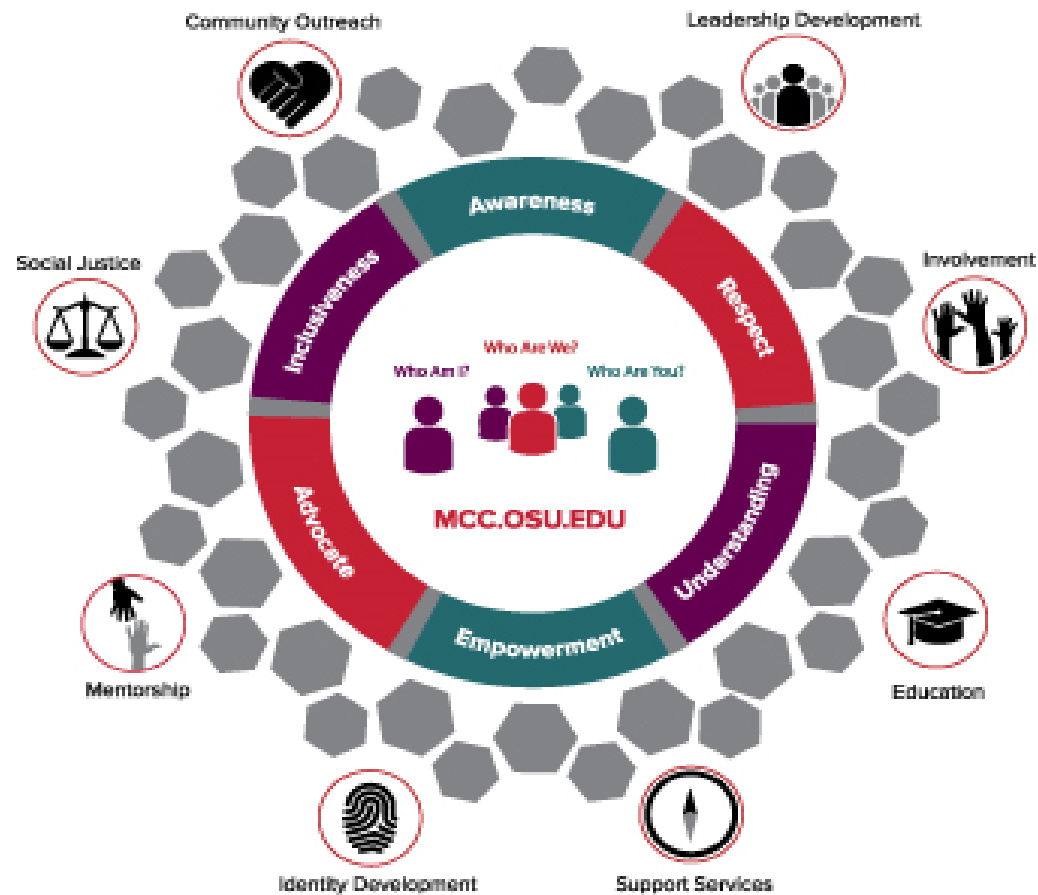 Community Outreach
Leadership Development
Awareness
Social Justice
Inclusiveness
Respect
Involvement
Who Are We?
Who Am I?
Who Are You?
MCC.OSU.EDU
Advocate
Understanding
Empowerment
Mentorship
Education
Identity Development
Support Services